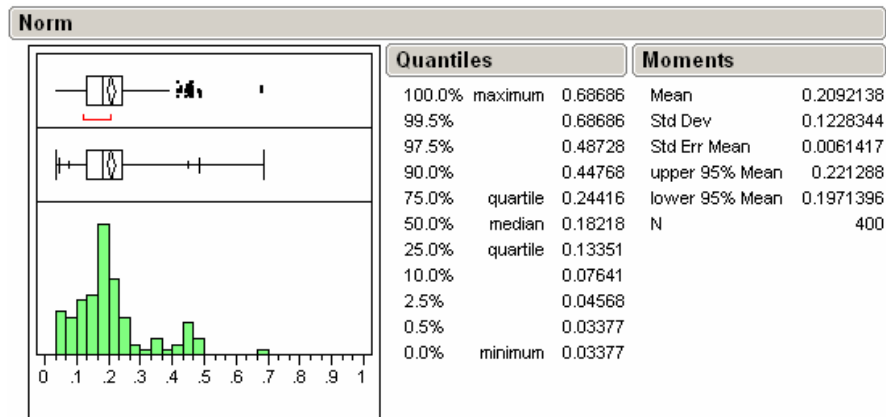 Norm
Quantiles
100.0% maximum 0.68686
99.5% 0.68686
97.5% 0.48728
90.0% 0.44768
75.0% quartile 0.24416
50.0% median 0.18218
25.0% quartile 0.13351
10.0% 0.07641
2.5% 0.04568
0.5% 0.03377
0.0% minimum 0.03377
Moments
Mean 0.2092138
Std Dev 0.1228344
Std Err Mean 0.0061417
upper 95% Mean 0.221288
lower 95% Mean 0.1971396
N 400
0 .1 .2 .3 .4 .5 .6 .7 .8 .9 1